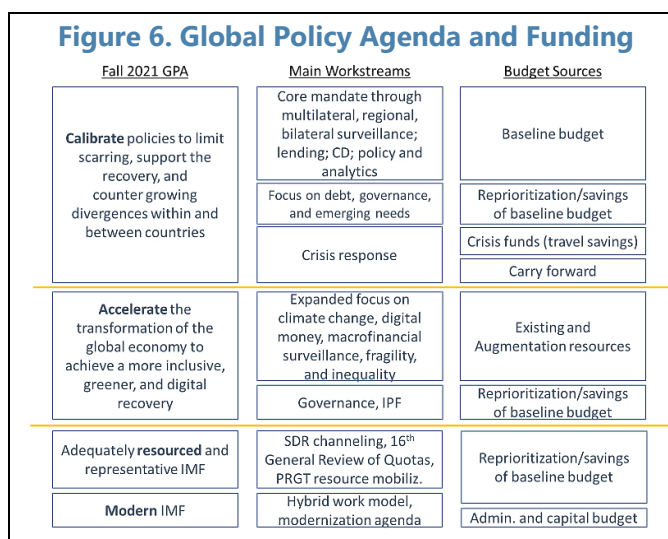 Figure 6. Global Policy Agenda and Funding
Fall 2021 GPA
Main Workstreams
Budget Sources
Calibrate policies to limit
scarring, support the
recovery, and
counter growing
divergences within and
between countries
Core mandate through
multilateral, regional,
bilateral surveillance;
lending; CD; policy and
analytics
Baseline budget
Focus on debt, governance,
and emerging needs
Reprioritization/savings
of baseline budget
Crisis response
Crisis funds (travel savings)
Carry forward
Accelerate the
transformation of the
global economy to
achieve a more inclusive,
greener, and digital
recovery
Expanded focus on
climate change, digital
money, macrofinancial
surveillance, fragility,
and inequality
Existing and
Augmentation resources
Governance, IPF
Reprioritization/savings
of baseline budget
Adequately resourced and
representative IMF
SDR channeling, 16th
General Review of Quotas,
PRGT resource mobiliz.
Reprioritization/savings
of baseline budget
Modern IMF
Hybrid work model,
modernization agenda
Admin. and capital budget